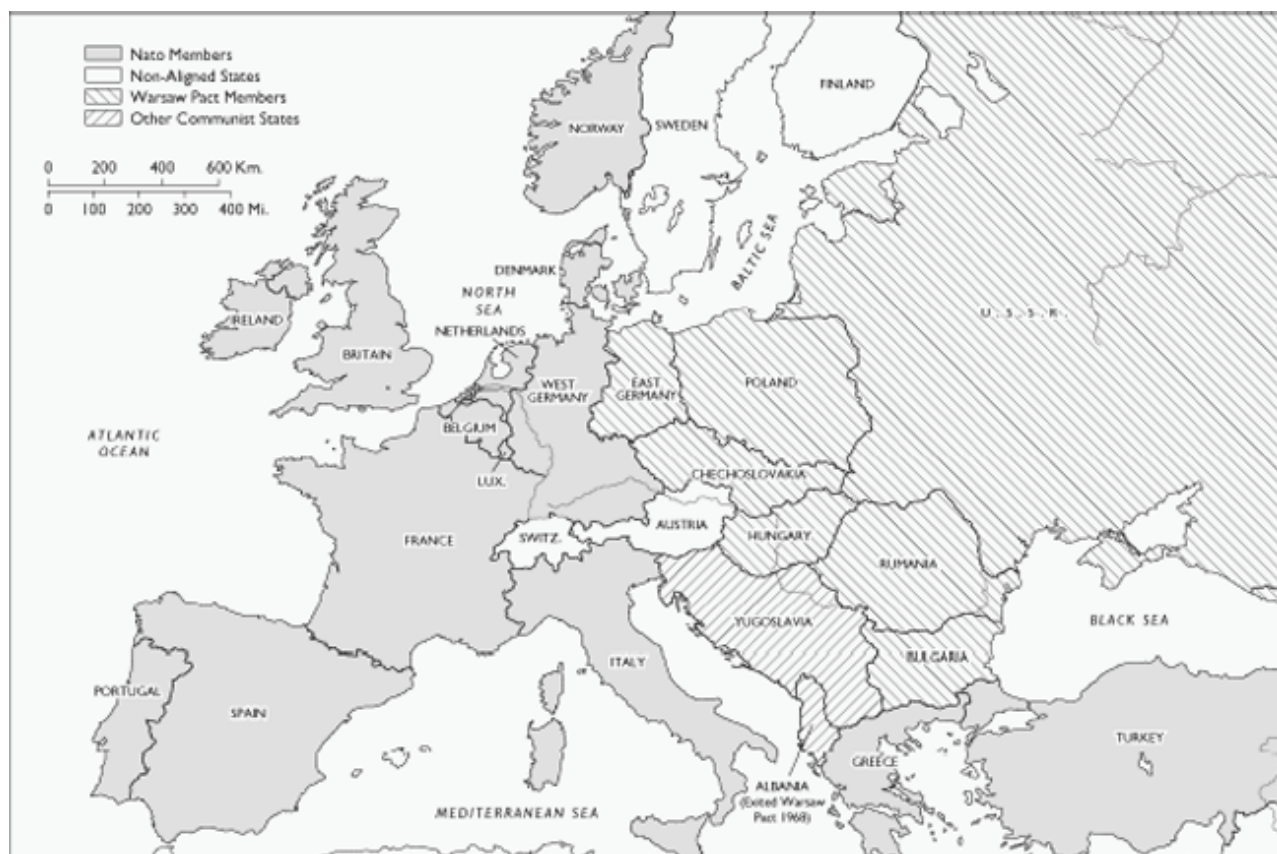 Nato Members
Non-Aligned States
Warsaw Pact Members
Other Communist States
0 200 400 600 Km.
0 100 200 300 400 Mi.
FINLAND
NORWAY
SWEDEN
BALTIC SEA
DENMARK
NORTH
SEA
NETHERLANDS
IRELAND
BRITAIN
U.S.S.R.
WEST
GERMANY
EAST
GERMANY
POLAND
BELGIUM
ATLANTIC
OCEAN
LUX.
CHECHOSLOVAKIA
AUSTRIA
FRANCE
SWITZ.
HUNGARY
RUMANIA
YUGOSLAVIA
BLACK SEA
BULGARIA
ITALY
PORTUGAL
SPAIN
TURKEY
GREECE
ALBANIA
(Exited Warsaw
Pact 1968)
MEDITERRANEAN SEA